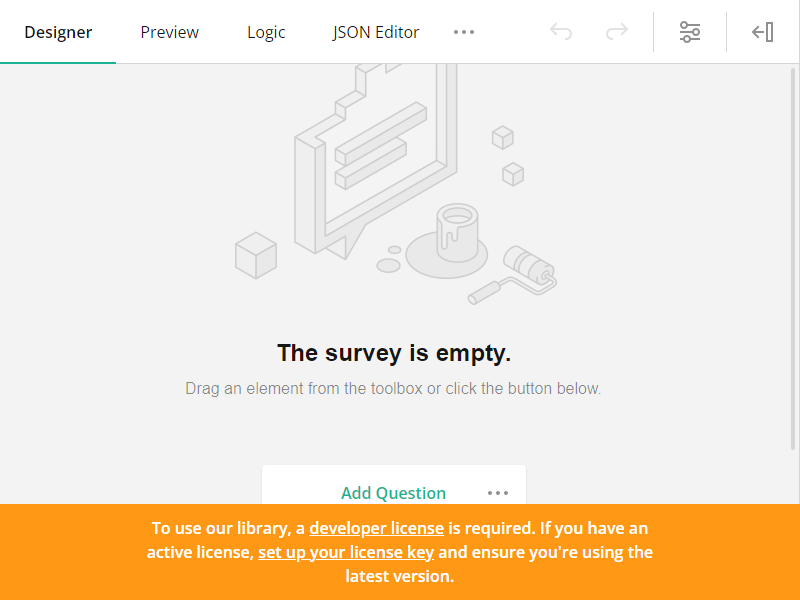 Designer Preview Logic JSON Editor
The survey is empty.
Drag an element from the toolbox or click the button below.
Add Question
To use our library, a developer license is required. If you have an
active license, set up your license key and ensure you're using the
latest version.